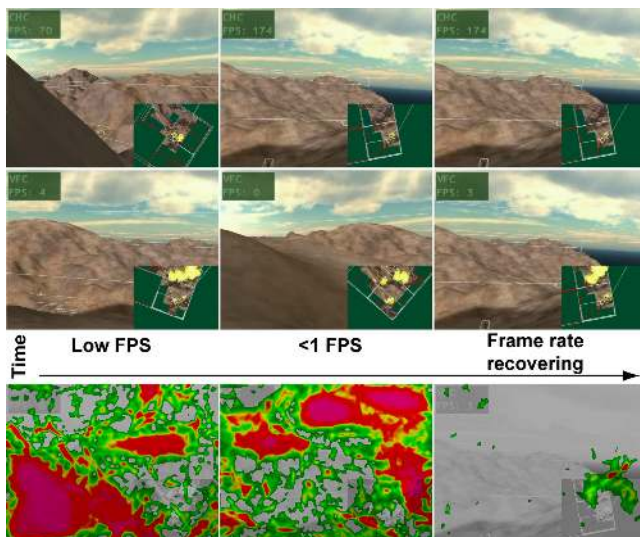 CHC
FPS: 70
CHC
FPS: 174
CHC
FPS: 174
VFC
FPS: 4
VFC
FPS: 0
VFC
FPS: 3
Time
Low FPS
<1 FPS
Frame rate
recovering